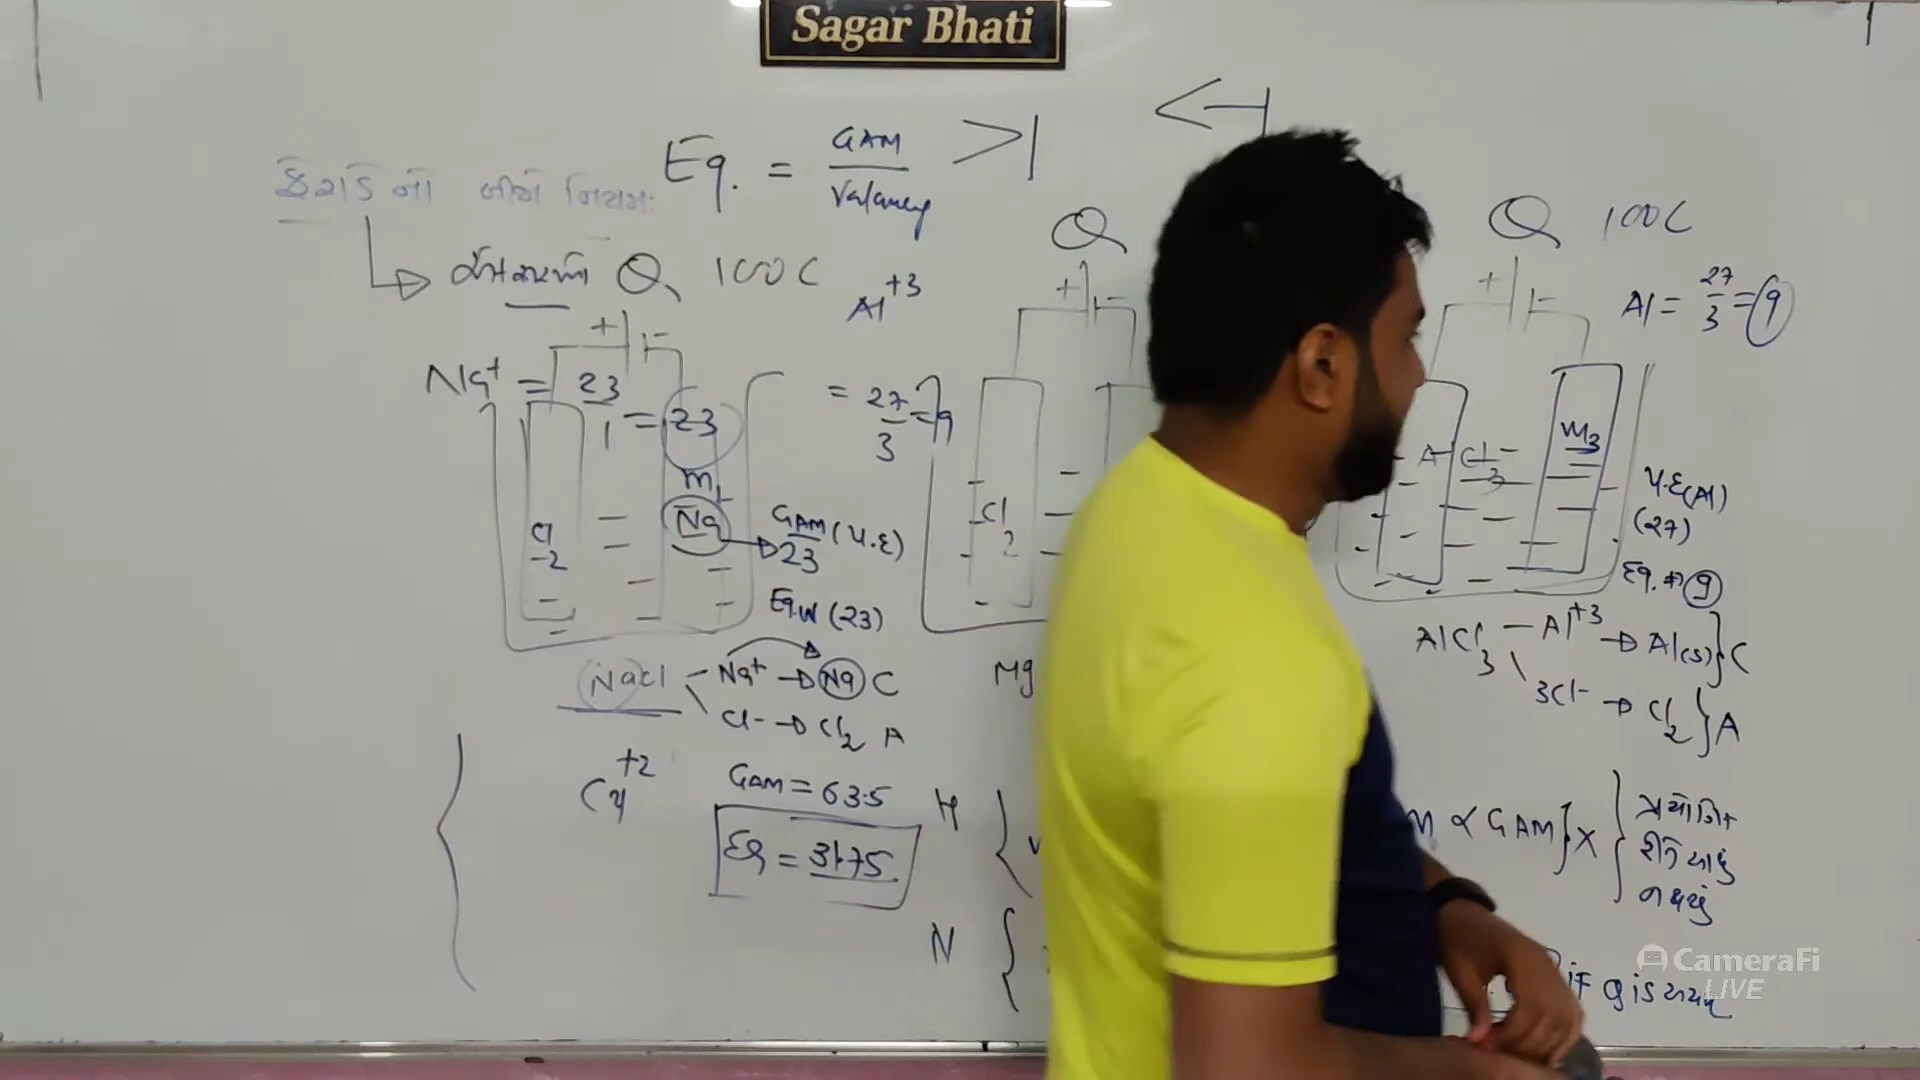 Sagar Bhati
Eq. = GAM / Valancy
નો બીજો નિયમ
Q 100C
Al+3
= 27/3 = 9
Na+ = 23/1 = 23
m1
Na
GAM (પ.દ)
23
Eq.W (23)
NaCl – Na+ → Na C
Cl- → Cl2 A
Cu+2
GAM = 63.5
Eq = 31.75
H
N
Q
+ -
Cl2
Mg
Q 100C
+ -
Al = 27/3 = 9
m3
પ.દ(Al)
(27)
Eq. 9
AlCl3 – Al+3 → Al(s) } C
3Cl- → Cl2 } A
m ∝ GAM } X
પ્રાયોગિક
રીતે સાચું
ન થયું
if Q is સમાન
CameraFi
LIVE